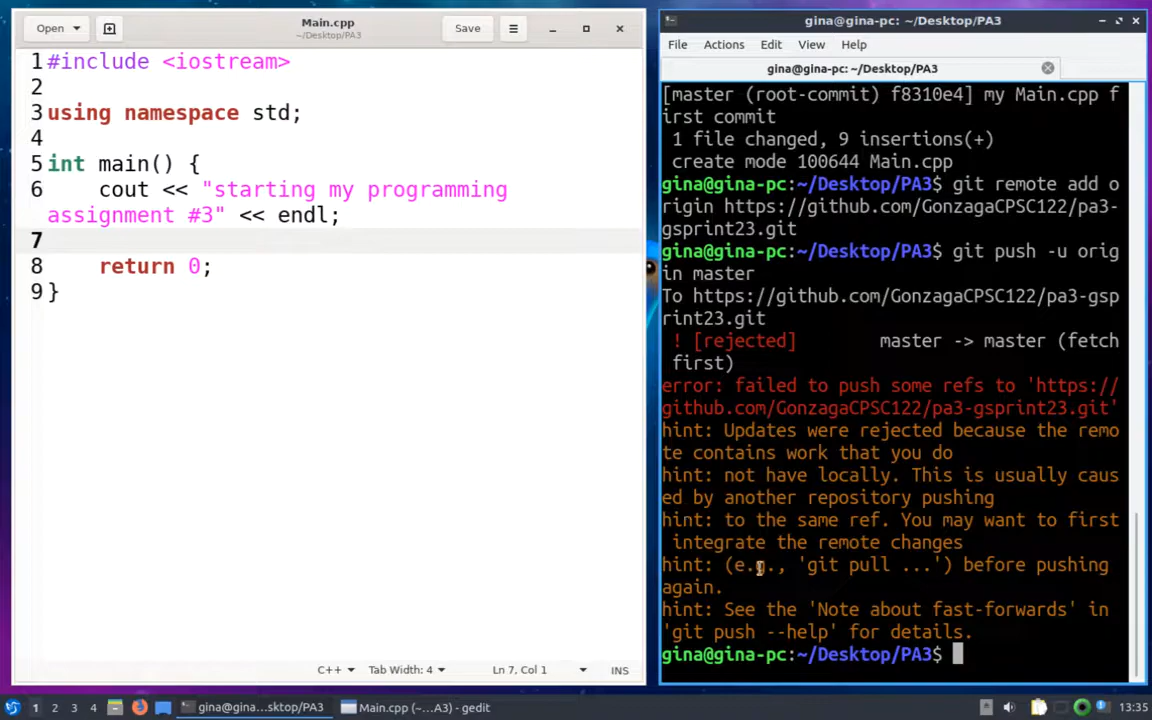 Open
Main.cpp
~/Desktop/PA3
Save
1 #include <iostream>
2
3 using namespace std;
4
5 int main() {
6 cout << "starting my programming
assignment #3" << endl;
7
8 return 0;
9 }
C++
Tab Width: 4
Ln 7, Col 1
INS
gina@gina-pc: ~/Desktop/PA3
File Actions Edit View Help
gina@gina-pc: ~/Desktop/PA3
[master (root-commit) f8310e4] my Main.cpp f
irst commit
1 file changed, 9 insertions(+)
create mode 100644 Main.cpp
gina@gina-pc:~/Desktop/PA3$ git remote add o
rigin https://github.com/GonzagaCPSC122/pa3-
gsprint23.git
gina@gina-pc:~/Desktop/PA3$ git push -u orig
in master
To https://github.com/GonzagaCPSC122/pa3-gsp
rint23.git
! [rejected] master -> master (fetch
first)
error: failed to push some refs to 'https://
github.com/GonzagaCPSC122/pa3-gsprint23.git'
hint: Updates were rejected because the remo
te contains work that you do
hint: not have locally. This is usually caus
ed by another repository pushing
hint: to the same ref. You may want to first
integrate the remote changes
hint: (e.g., 'git pull ...') before pushing
again.
hint: See the 'Note about fast-forwards' in
'git push --help' for details.
gina@gina-pc:~/Desktop/PA3$
1 2 3 4
gina@gina...sktop/PA3
Main.cpp (~...A3) - gedit
13:35